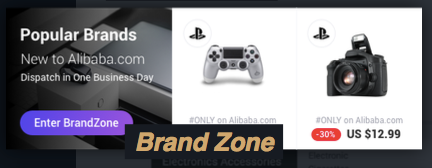 Popular Brands
New to Alibaba.com
Dispatch in One Business Day
Enter BrandZone
#ONLY on Alibaba.com
#ONLY on Alibaba.com
-30% US $12.99
Brand Zone
Electronics Accessories